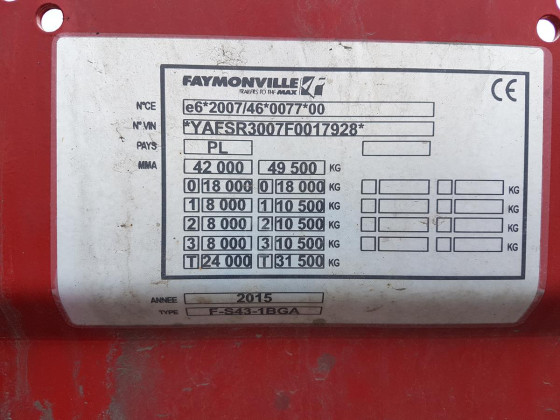 FAYMONVILLE
TRAILERS TO THE MAX
CE
N°CE e6*2007/46*0077*00
N°VIN *YAFSR3007F0017928*
PAYS PL
MMA 42 000 49 500 KG
0 18 000 0 18 000 KG KG
1 8 000 1 10 500 KG KG
2 8 000 2 10 500 KG KG
3 8 000 3 10 500 KG KG
T 24 000 T 31 500 KG
ANNEE 2015
TYPE F-S43-1BGA